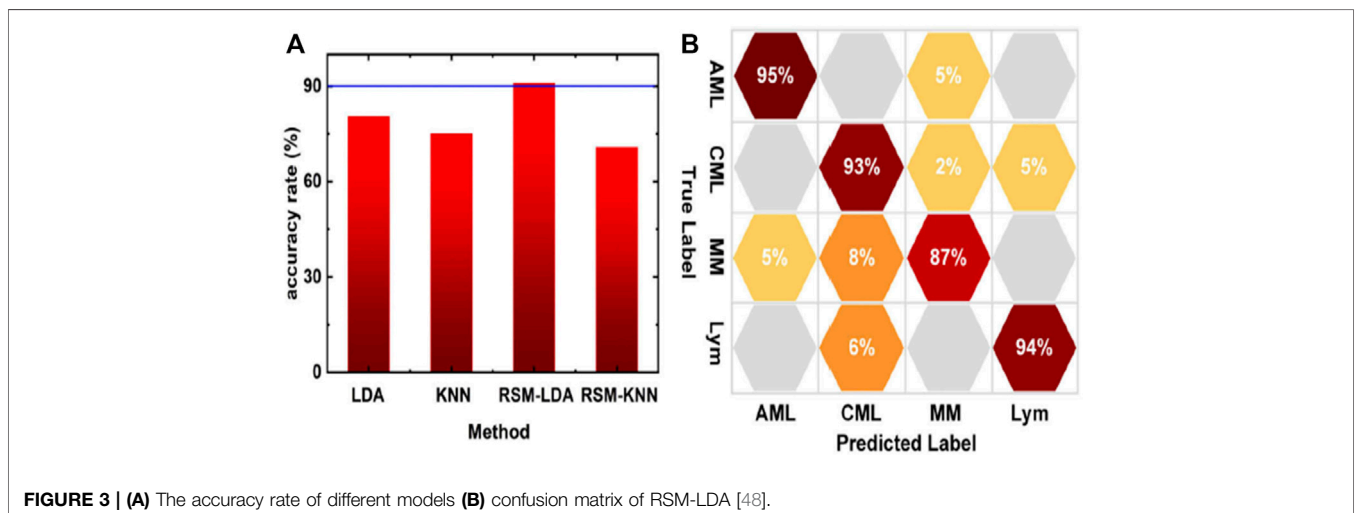 A
accuracy rate (%)
90
60
30
0
LDA KNN RSM-LDA RSM-KNN
Method
B
True Label
AML
CML
MM
Lym
95% 5%
93% 2% 5%
5% 8% 87%
6% 94%
AML CML MM Lym
Predicted Label
FIGURE 3 | (A) The accuracy rate of different models (B) confusion matrix of RSM-LDA [48].